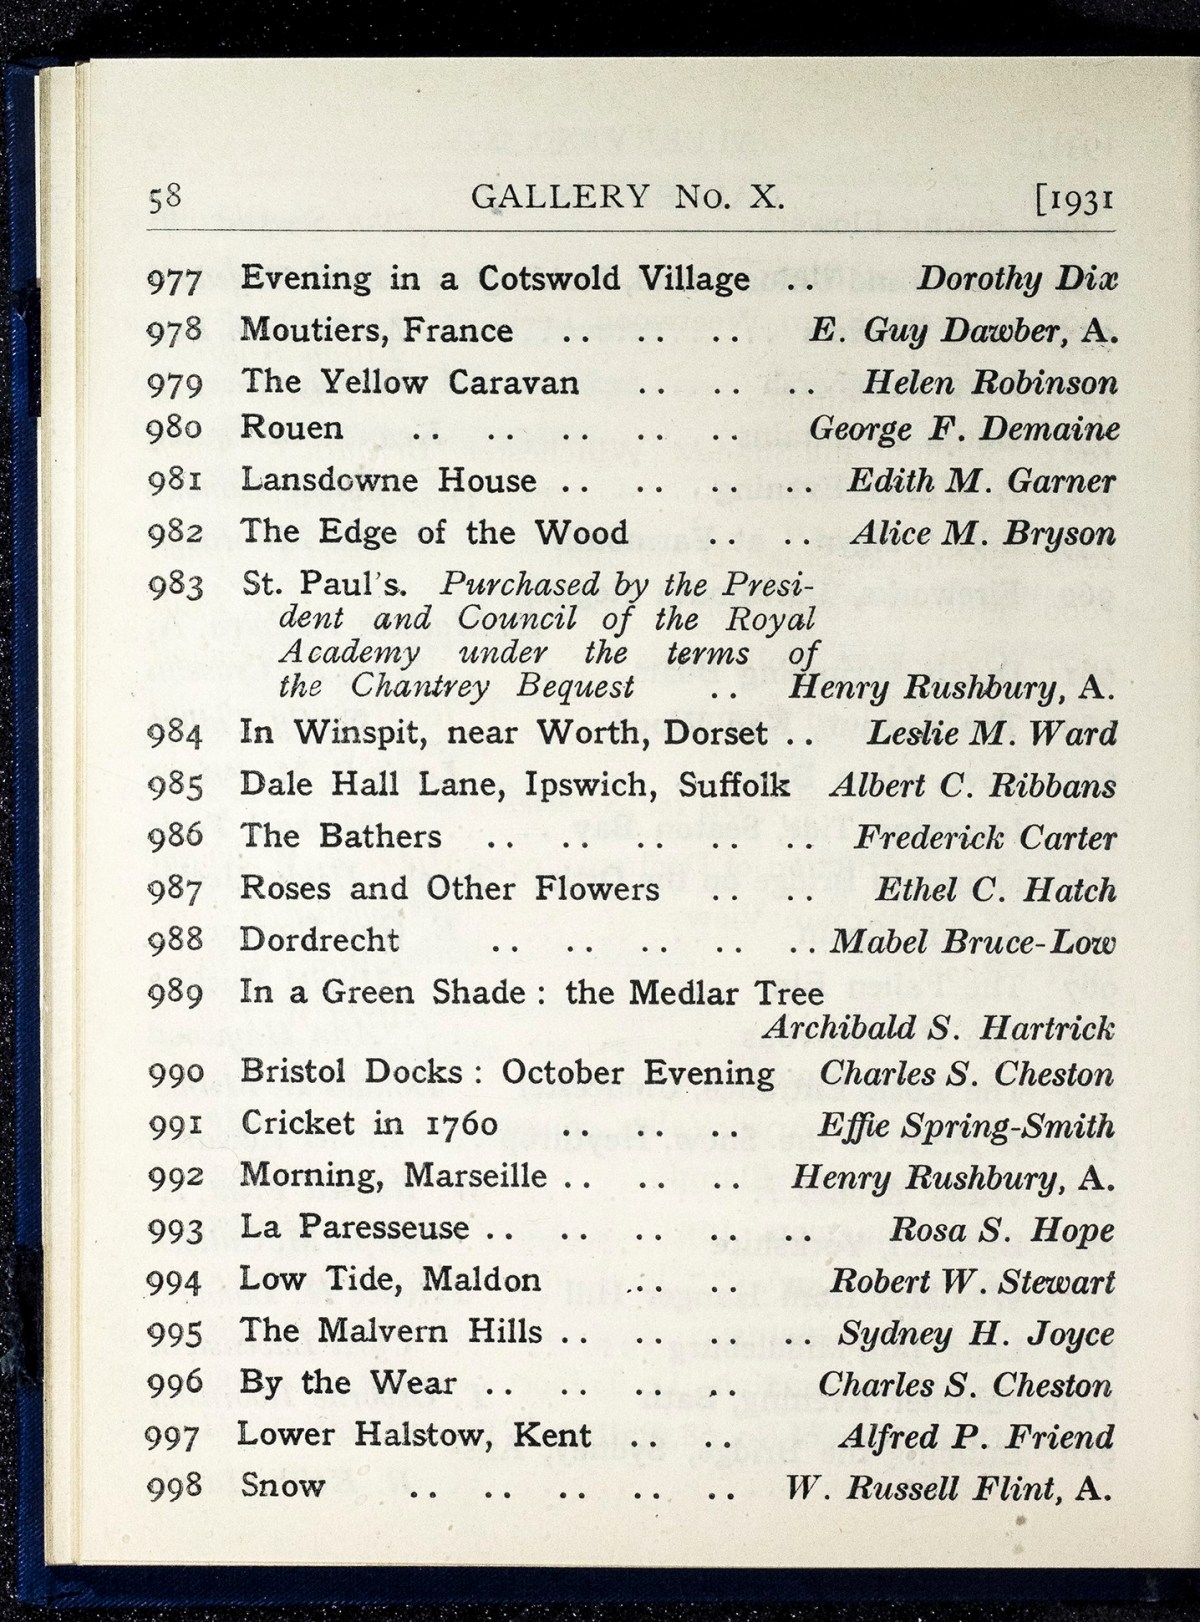 58 GALLERY No. X. [1931
977 Evening in a Cotswold Village .. Dorothy Dix
978 Moutiers, France .. .. .. E. Guy Dawber, A.
979 The Yellow Caravan .. .. .. Helen Robinson
980 Rouen .. .. .. .. .. George F. Demaine
981 Lansdowne House .. .. .. .. Edith M. Garner
982 The Edge of the Wood .. .. Alice M. Bryson
983 St. Paul's. Purchased by the Presi-
dent and Council of the Royal
Academy under the terms of
the Chantrey Bequest .. Henry Rushbury, A.
984 In Winspit, near Worth, Dorset .. Leslie M. Ward
985 Dale Hall Lane, Ipswich, Suffolk Albert C. Ribbans
986 The Bathers .. .. .. .. .. Frederick Carter
987 Roses and Other Flowers .. .. Ethel C. Hatch
988 Dordrecht .. .. .. .. .. Mabel Bruce-Low
989 In a Green Shade : the Medlar Tree
Archibald S. Hartrick
990 Bristol Docks : October Evening Charles S. Cheston
991 Cricket in 1760 .. .. .. Effie Spring-Smith
992 Morning, Marseille .. .. .. Henry Rushbury, A.
993 La Paresseuse .. .. .. .. .. Rosa S. Hope
994 Low Tide, Maldon .. .. Robert W. Stewart
995 The Malvern Hills .. .. .. .. Sydney H. Joyce
996 By the Wear .. .. .. .. Charles S. Cheston
997 Lower Halstow, Kent .. .. Alfred P. Friend
998 Snow .. .. .. .. .. W. Russell Flint, A.